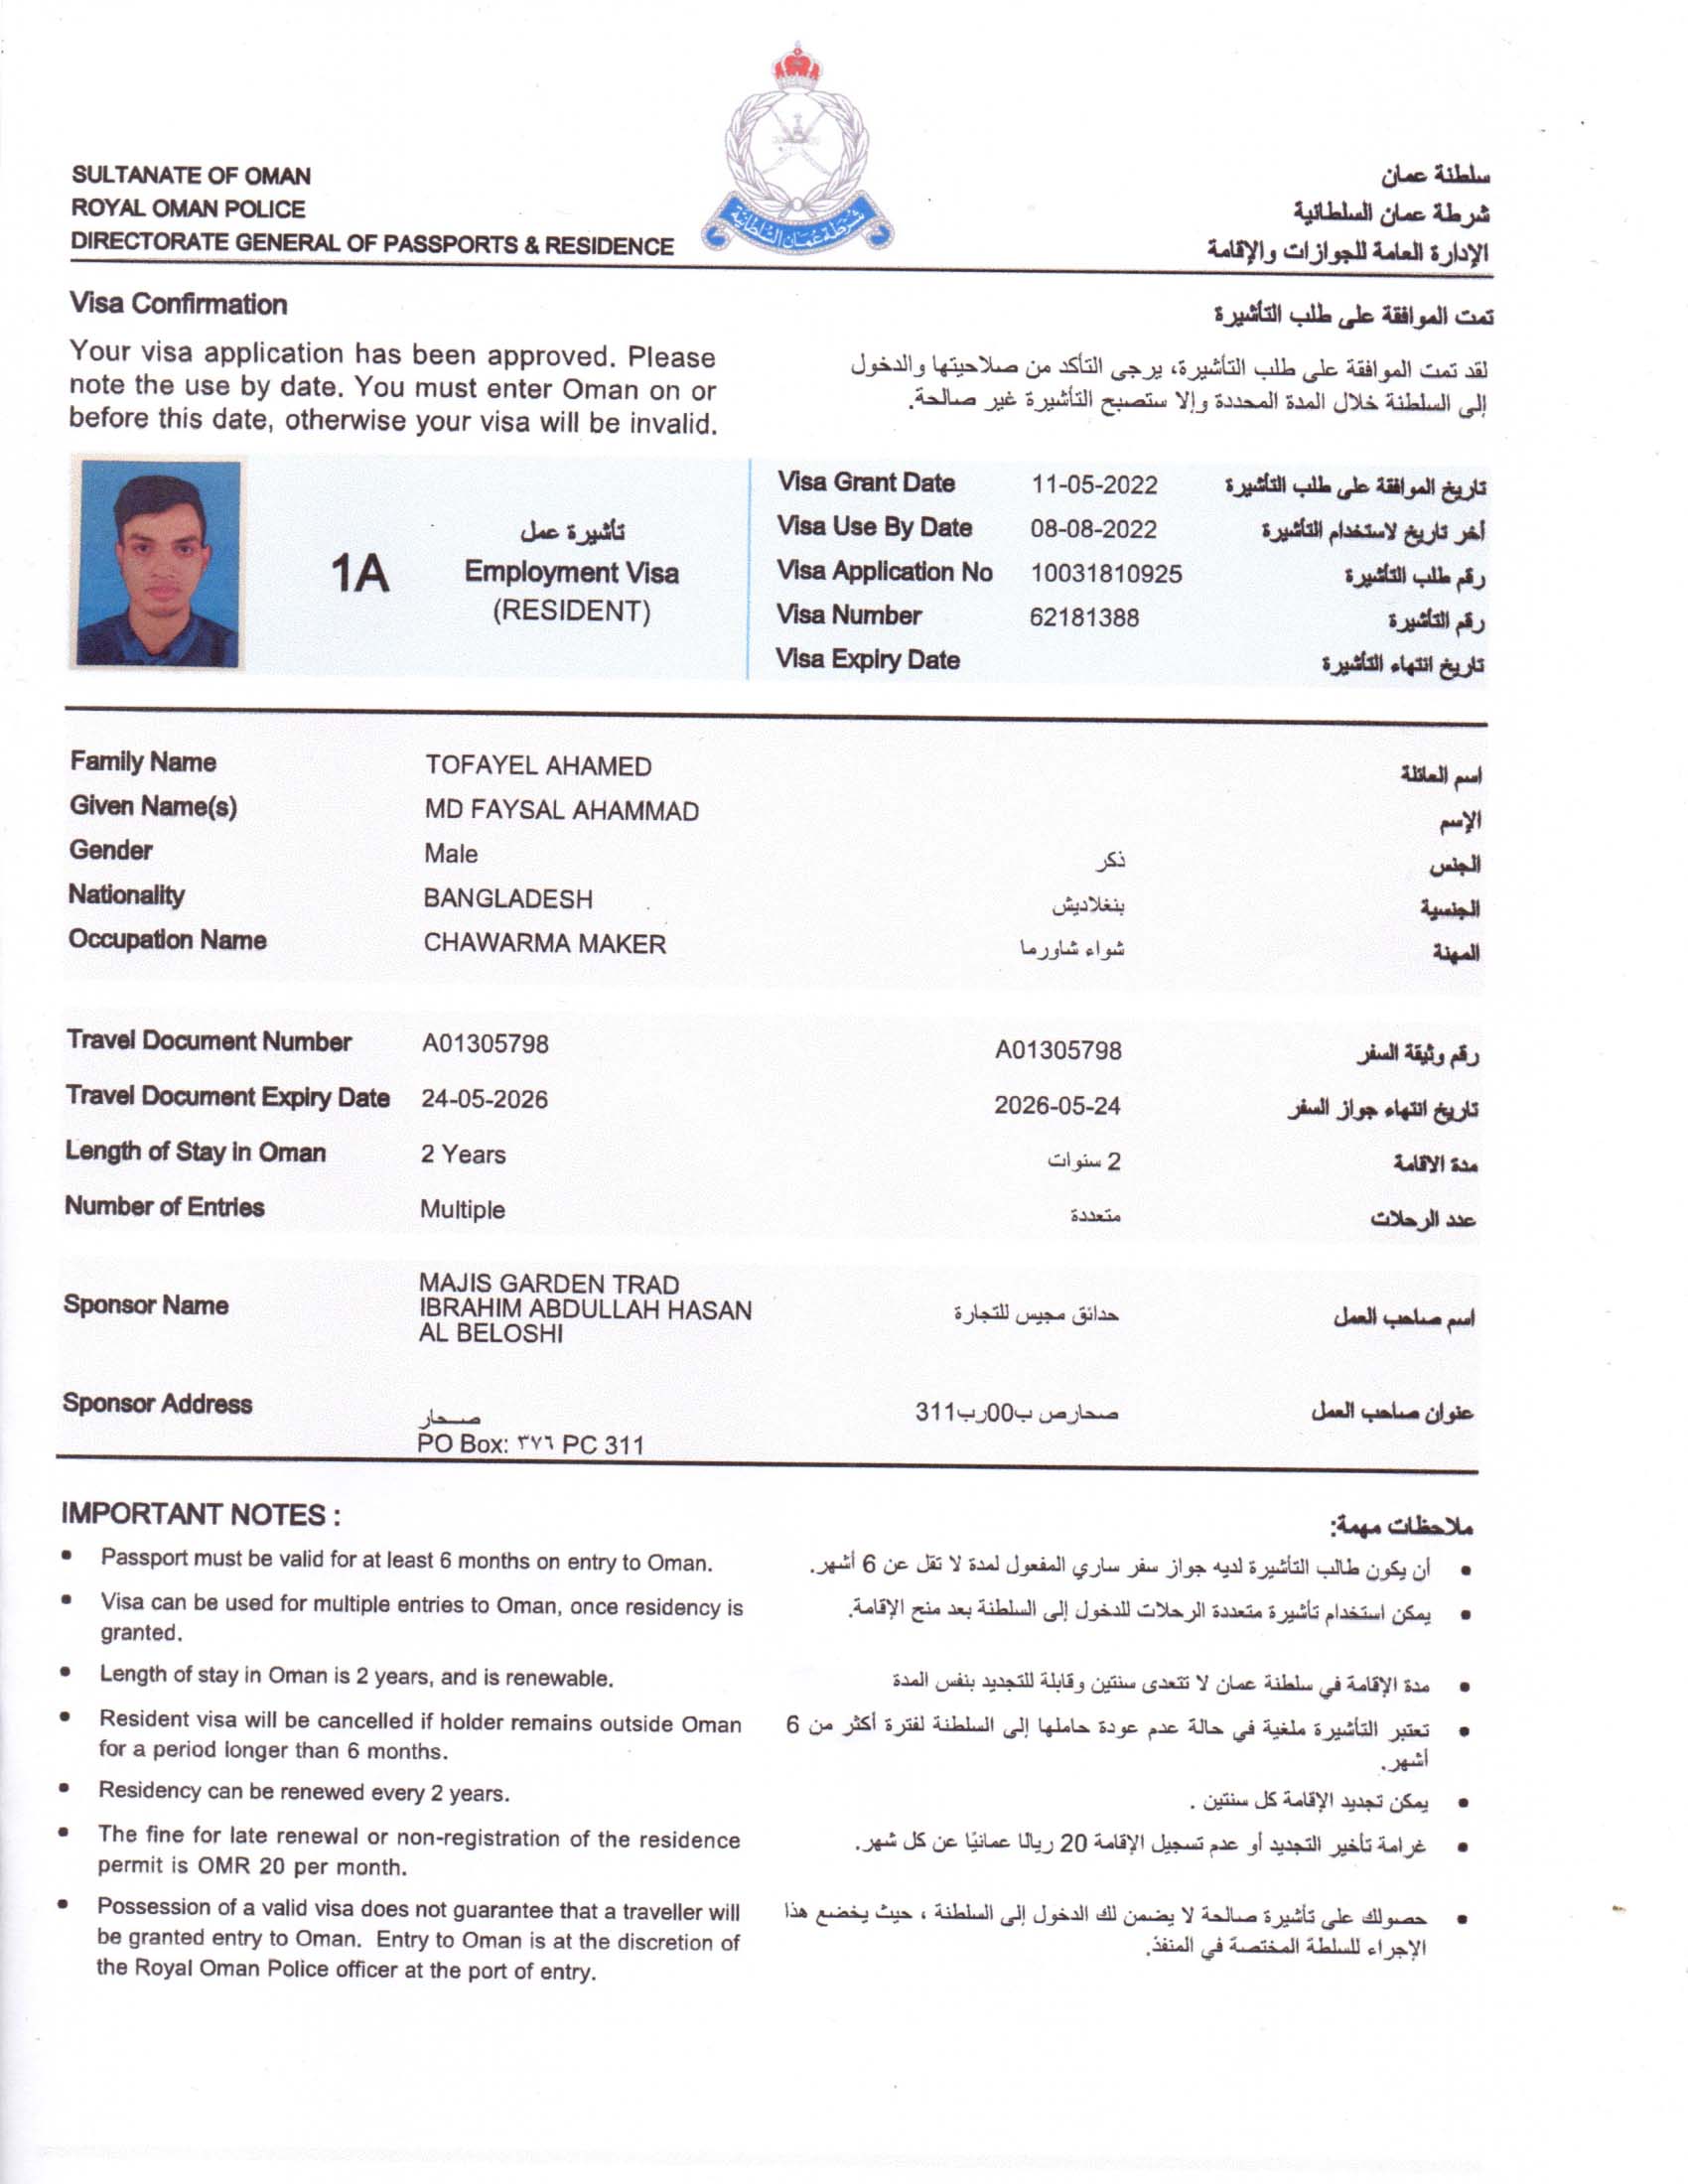 شرطة عمان السلطانية
SULTANATE OF OMAN
ROYAL OMAN POLICE
DIRECTORATE GENERAL OF PASSPORTS & RESIDENCE
سلطنة عمان
شرطة عمان السلطانية
الإدارة العامة للجوازات والإقامة
Visa Confirmation
Your visa application has been approved. Please
note the use by date. You must enter Oman on or
before this date, otherwise your visa will be invalid.
تمت الموافقة على طلب التأشيرة
لقد تمت الموافقة على طلب التأشيرة، يرجى التأكد من صلاحيتها والدخول
إلى السلطنة خلال المدة المحددة وإلا ستصبح التأشيرة غير صالحة.
1A
تأشيرة عمل
Employment Visa
(RESIDENT)
Visa Grant Date 11-05-2022 تاريخ الموافقة على طلب التأشيرة
Visa Use By Date 08-08-2022 أخر تاريخ لاستخدام التأشيرة
Visa Application No 10031810925 رقم طلب التأشيرة
Visa Number 62181388 رقم التأشيرة
Visa Expiry Date تاريخ انتهاء التأشيرة
Family Name TOFAYEL AHAMED اسم العائلة
Given Name(s) MD FAYSAL AHAMMAD الإسم
Gender Male ذكر الجنس
Nationality BANGLADESH بنغلاديش الجنسية
Occupation Name CHAWARMA MAKER شواء شاورما المهنة
Travel Document Number A01305798 A01305798 رقم وثيقة السفر
Travel Document Expiry Date 24-05-2026 2026-05-24 تاريخ انتهاء جواز السفر
Length of Stay in Oman 2 Years 2 سنوات مدة الاقامة
Number of Entries Multiple متعددة عدد الرحلات
MAJIS GARDEN TRAD
Sponsor Name IBRAHIM ABDULLAH HASAN حدائق مجيس للتجارة اسم صاحب العمل
AL BELOSHI
Sponsor Address صحار صحارص ب00رب311 عنوان صاحب العمل
PO Box: ٣٧٦ PC 311
IMPORTANT NOTES :
• Passport must be valid for at least 6 months on entry to Oman.
• Visa can be used for multiple entries to Oman, once residency is
granted.
• Length of stay in Oman is 2 years, and is renewable.
• Resident visa will be cancelled if holder remains outside Oman
for a period longer than 6 months.
• Residency can be renewed every 2 years.
• The fine for late renewal or non-registration of the residence
permit is OMR 20 per month.
• Possession of a valid visa does not guarantee that a traveller will
be granted entry to Oman. Entry to Oman is at the discretion of
the Royal Oman Police officer at the port of entry.
ملاحظات مهمة:
• أن يكون طالب التأشيرة لديه جواز سفر ساري المفعول لمدة لا تقل عن 6 أشهر.
• يمكن استخدام تأشيرة متعددة الرحلات للدخول إلى السلطنة بعد منح الإقامة.
• مدة الإقامة في سلطنة عمان لا تتعدى سنتين وقابلة للتجديد بنفس المدة
• تعتبر التأشيرة ملغية في حالة عدم عودة حاملها إلى السلطنة لفترة أكثر من 6
أشهر.
• يمكن تجديد الإقامة كل سنتين .
• غرامة تأخير التجديد أو عدم تسجيل الإقامة 20 ريالا عمانيًا عن كل شهر.
• حصولك على تأشيرة صالحة لا يضمن لك الدخول إلى السلطنة ، حيث يخضع هذا
الإجراء للسلطة المختصة في المنفذ.